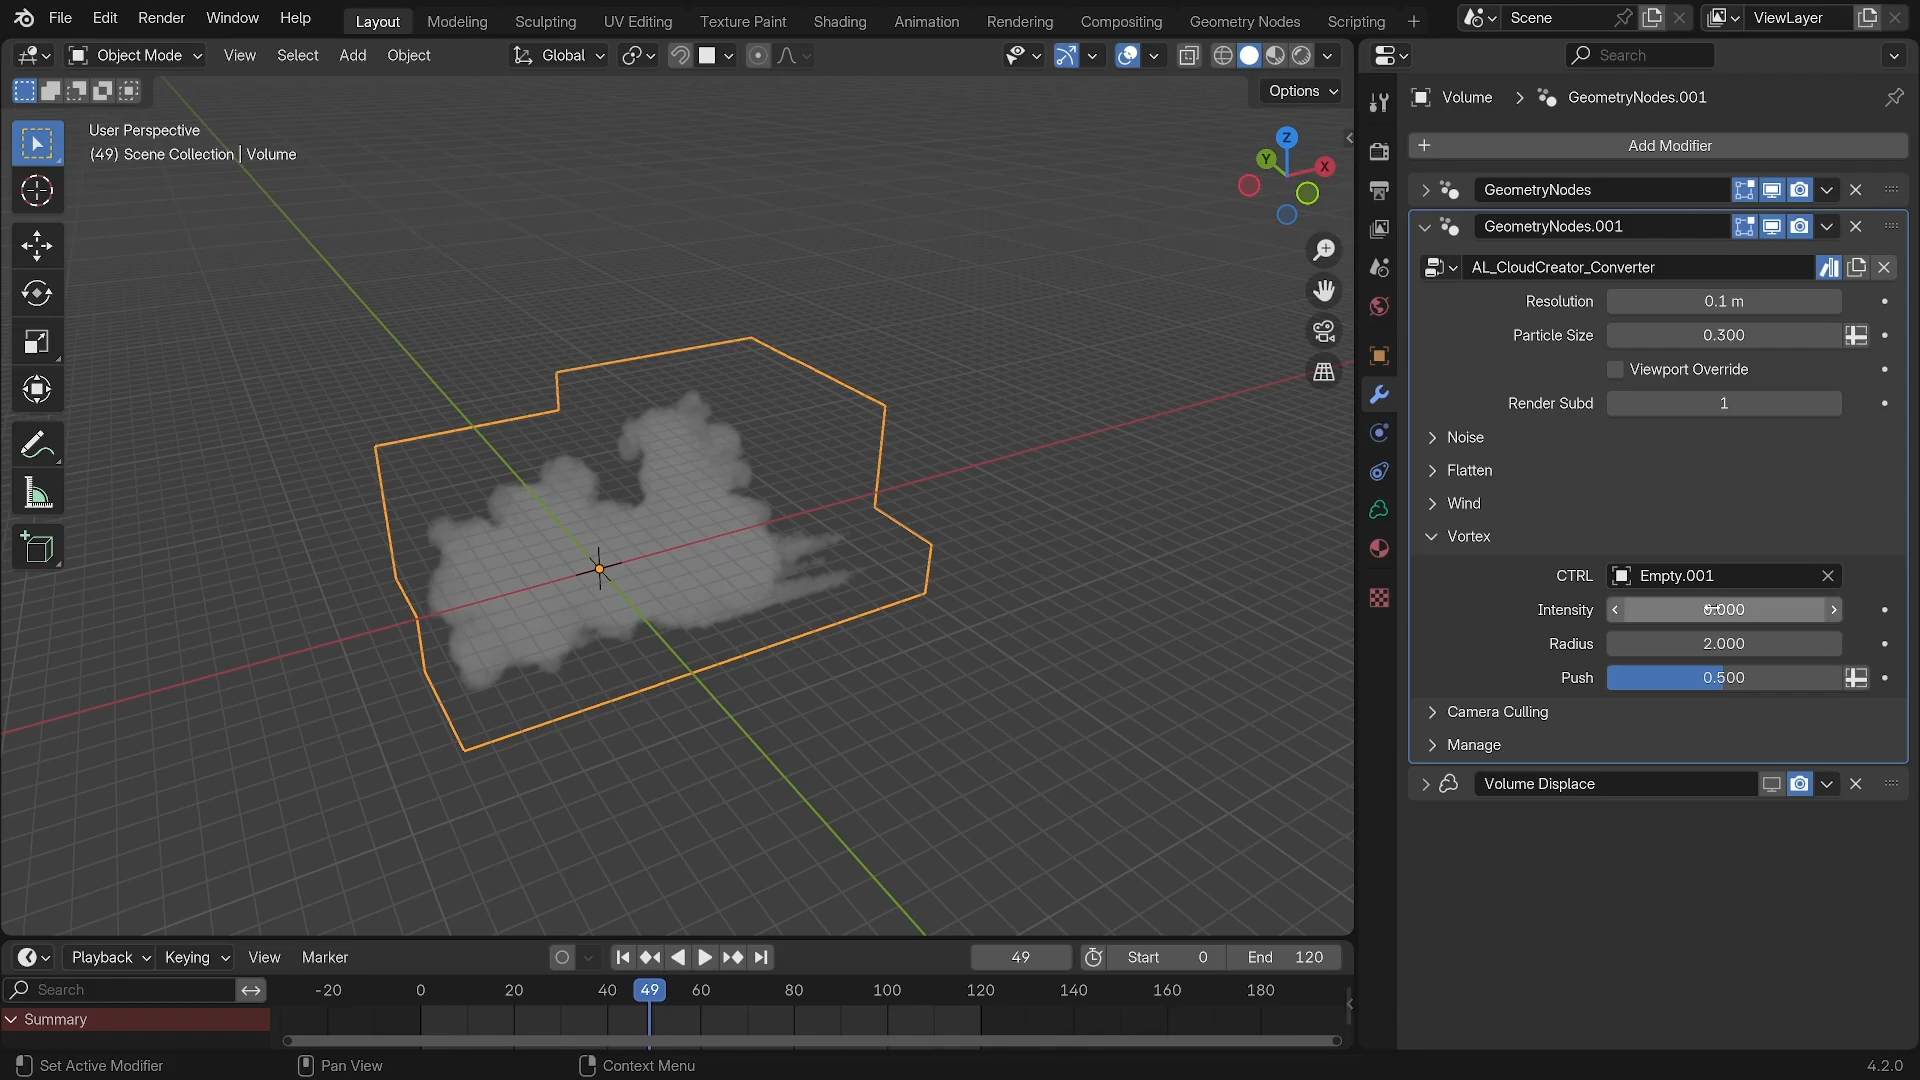 File Edit Render Window Help
Layout Modeling Sculpting UV Editing Texture Paint Shading Animation Rendering Compositing Geometry Nodes Scripting
Scene
ViewLayer
Object Mode View Select Add Object
Global
Search
Options
Volume > GeometryNodes.001
User Perspective
(49) Scene Collection | Volume
Z
Y
X
Add Modifier
GeometryNodes
GeometryNodes.001
AL_CloudCreator_Converter
Resolution 0.1 m
Particle Size 0.300
Viewport Override
Render Subd 1
Noise
Flatten
Wind
Vortex
CTRL Empty.001
Intensity
Radius 2.000
Push 0.500
Camera Culling
Manage
Volume Displace
Playback Keying View Marker
49
Start 0
End 120
Search
-20 0 20 40 49 60 80 100 120 140 160 180
Summary
Set Active Modifier
Pan View
Context Menu
4.2.0